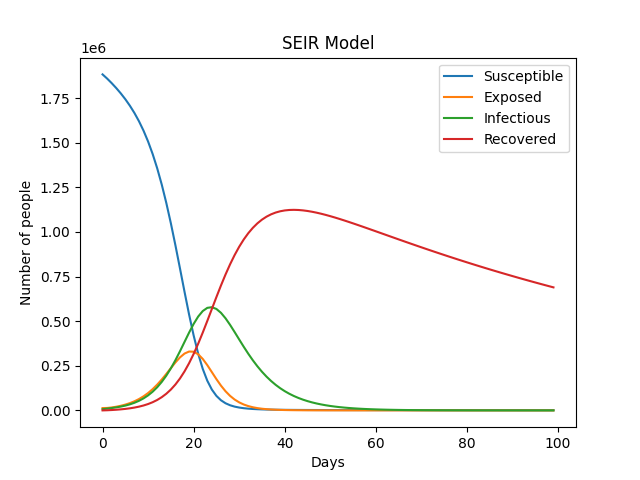 SEIR Model
1e6
Susceptible
Exposed
Infectious
Recovered
1.75
1.50
1.25
1.00
0.75
0.50
0.25
0.00
Number of people
0 20 40 60 80 100
Days